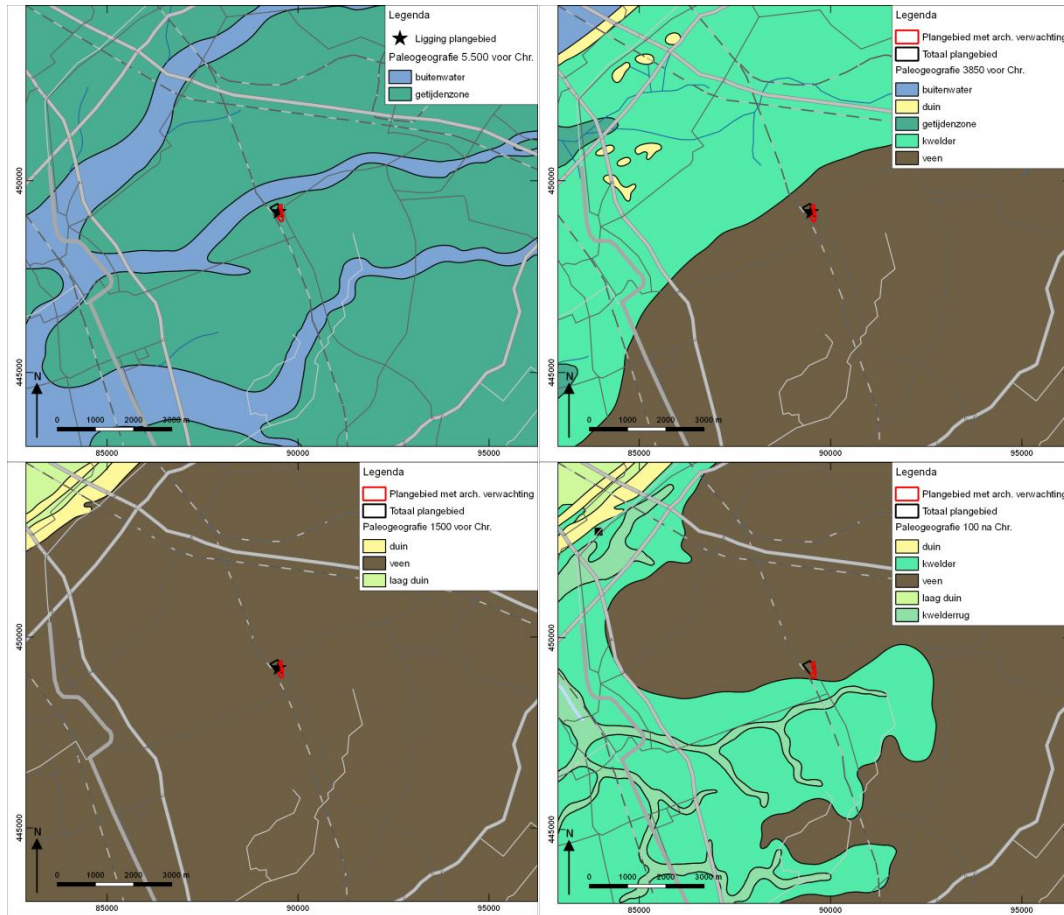 Legenda
Ligging plangebied
Paleogeografie 5.500 voor Chr.
buitenwater
getijdenzone
450000
445000
N
0 1000 2000 3000 m
85000 90000 95000
Legenda
Plangebied met arch. verwachting
Totaal plangebied
Paleogeografie 3850 voor Chr.
buitenwater
duin
getijdenzone
kwelder
veen
450000
445000
N
0 1000 2000 3000 m
85000 90000 95000
Legenda
Plangebied met arch. verwachting
Totaal plangebied
Paleogeografie 1500 voor Chr.
duin
veen
laag duin
450000
445000
N
0 1000 2000 3000 m
85000 90000 95000
Legenda
Plangebied met arch. verwachting
Totaal plangebied
Paleogeografie 100 na Chr.
duin
kwelder
veen
laag duin
kwelderrug
450000
445000
N
0 1000 2000 3000 m
85000 90000 95000